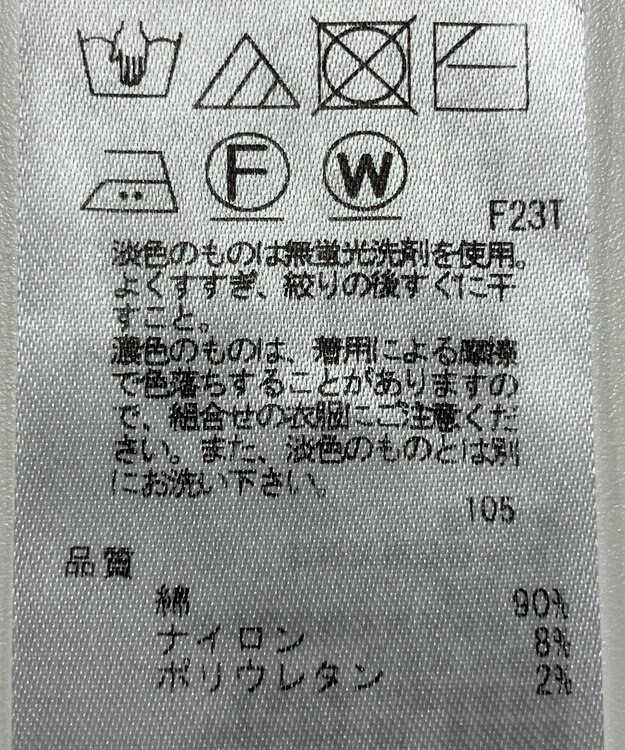 F
W
F23T
淡色のものは無蛍光洗剤を使用。
よくすすぎ、絞りの後すぐに干
すこと。
濃色のものは、着用による摩擦
で色落ちすることがありますの
で、組合せの衣服にご注意くだ
さい。また、淡色のものとは別
にお洗い下さい。
105
品質
綿 90%
ナイロン 8%
ポリウレタン 2%